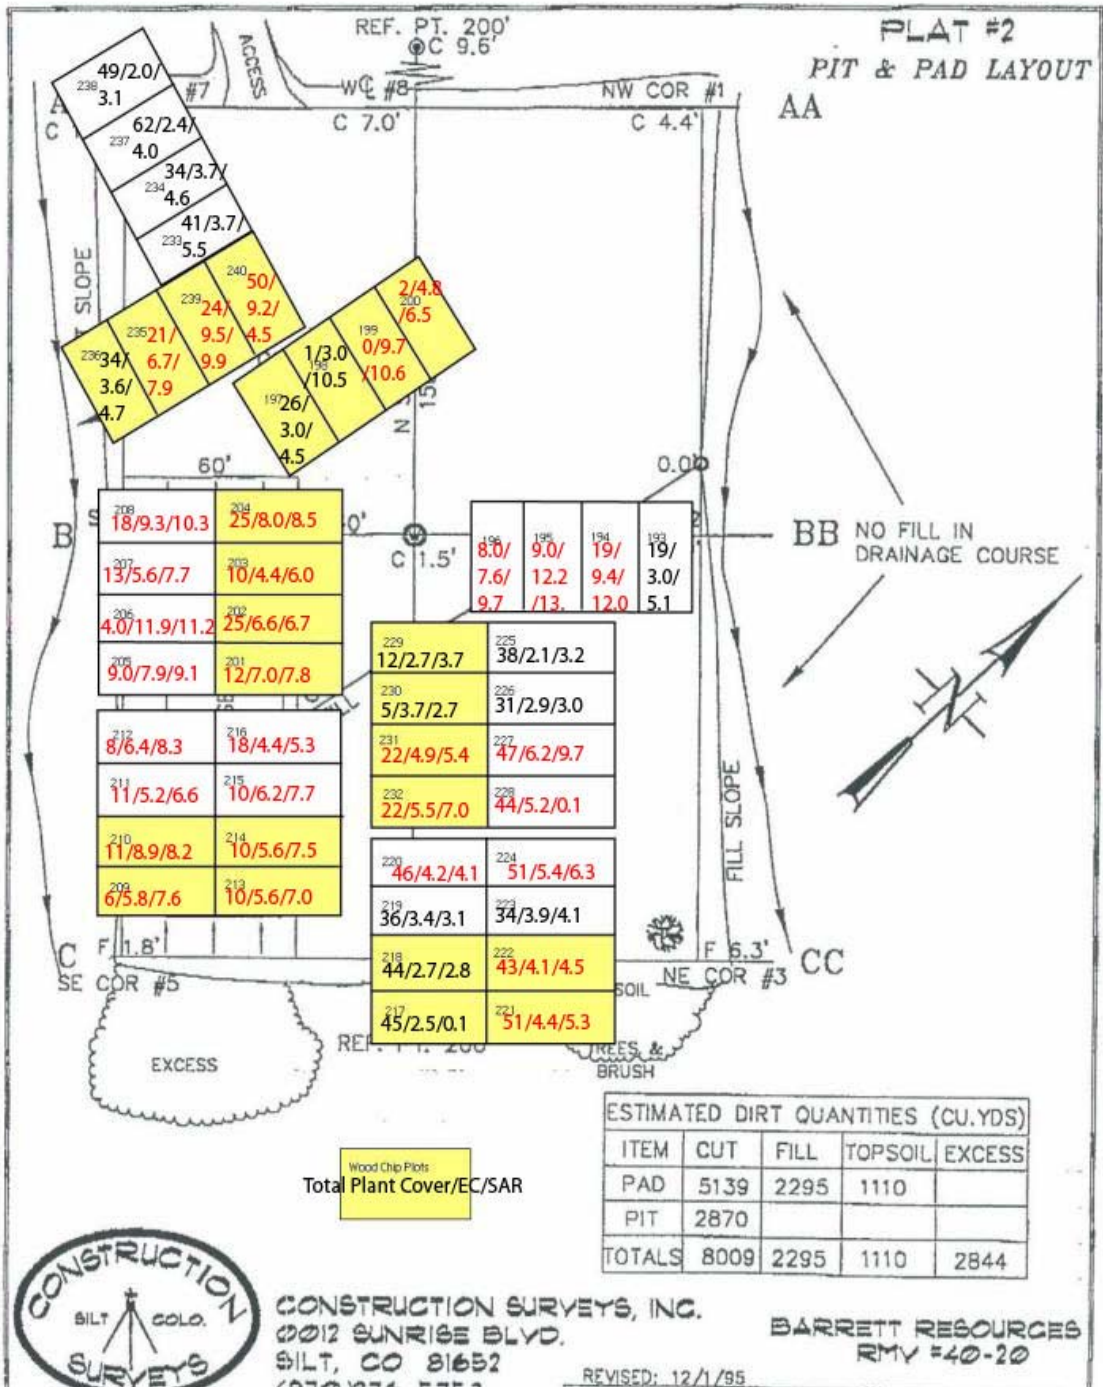 REF. PT. 200'
C 9.6'
PLAT #2
PIT & PAD LAYOUT
ACCESS
#7
#8
NW COR #1
AA
C 7.0'
C 4.4'
238 49/2.0/
3.1
237 62/2.4/
4.0
234 34/3.7/
4.6
233 41/3.7/
5.5
SLOPE
240 50/
9.2/
4.5
239 24/
9.5/
9.9
235 21/
6.7/
7.9
236 34/
3.6/
4.7
2/4.8
200
/6.5
199
0/9.7
/10.6
1/3.0
198
/10.5
197 26/
3.0/
4.5
N
60'
0.0'
B
C 1.5'
BB
NO FILL IN
DRAINAGE COURSE
208
18/9.3/10.3
204
25/8.0/8.5
207
13/5.6/7.7
203
10/4.4/6.0
206
4.0/11.9/11.2
202
25/6.6/6.7
205
9.0/7.9/9.1
201
12/7.0/7.8
196
8.0/
7.6/
9.7
195
9.0/
12.2
/13.
194
19/
9.4/
12.0
193
19/
3.0/
5.1
229
12/2.7/3.7
225
38/2.1/3.2
230
5/3.7/2.7
226
31/2.9/3.0
231
22/4.9/5.4
227
47/6.2/9.7
232
22/5.5/7.0
228
44/5.2/0.1
212
8/6.4/8.3
216
18/4.4/5.3
211
11/5.2/6.6
215
10/6.2/7.7
210
11/8.9/8.2
214
10/5.6/7.5
209
6/5.8/7.6
213
10/5.6/7.0
220
46/4.2/4.1
224
51/5.4/6.3
219
36/3.4/3.1
223
34/3.9/4.1
218
44/2.7/2.8
222
43/4.1/4.5
217
45/2.5/0.1
221
51/4.4/5.3
N
FILL SLOPE
C
F 1.8'
SE COR #5
F 6.3'
CC
NE COR #3
EXCESS
REF. PT. 200'
BRUSH
Wood Chip Plots
Total Plant Cover/EC/SAR
ESTIMATED DIRT QUANTITIES (CU.YDS)
ITEM CUT FILL TOPSOIL EXCESS
PAD 5139 2295 1110
PIT 2870
TOTALS 8009 2295 1110 2844
CONSTRUCTION
SILT COLO.
SURVEYS
CONSTRUCTION SURVEYS, INC.
0012 SUNRISE BLVD.
SILT, CO 81652
BARRETT RESOURCES
RMV #40-20
REVISED: 12/1/95